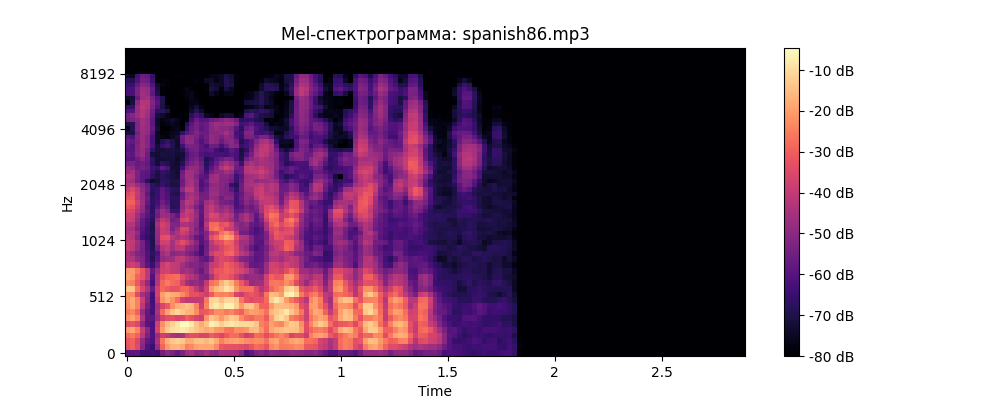 Mel-спектрограмма: spanish86.mp3
Hz
8192
4096
2048
1024
512
0
0 0.5 1 1.5 2 2.5
Time
-10 dB
-20 dB
-30 dB
-40 dB
-50 dB
-60 dB
-70 dB
-80 dB